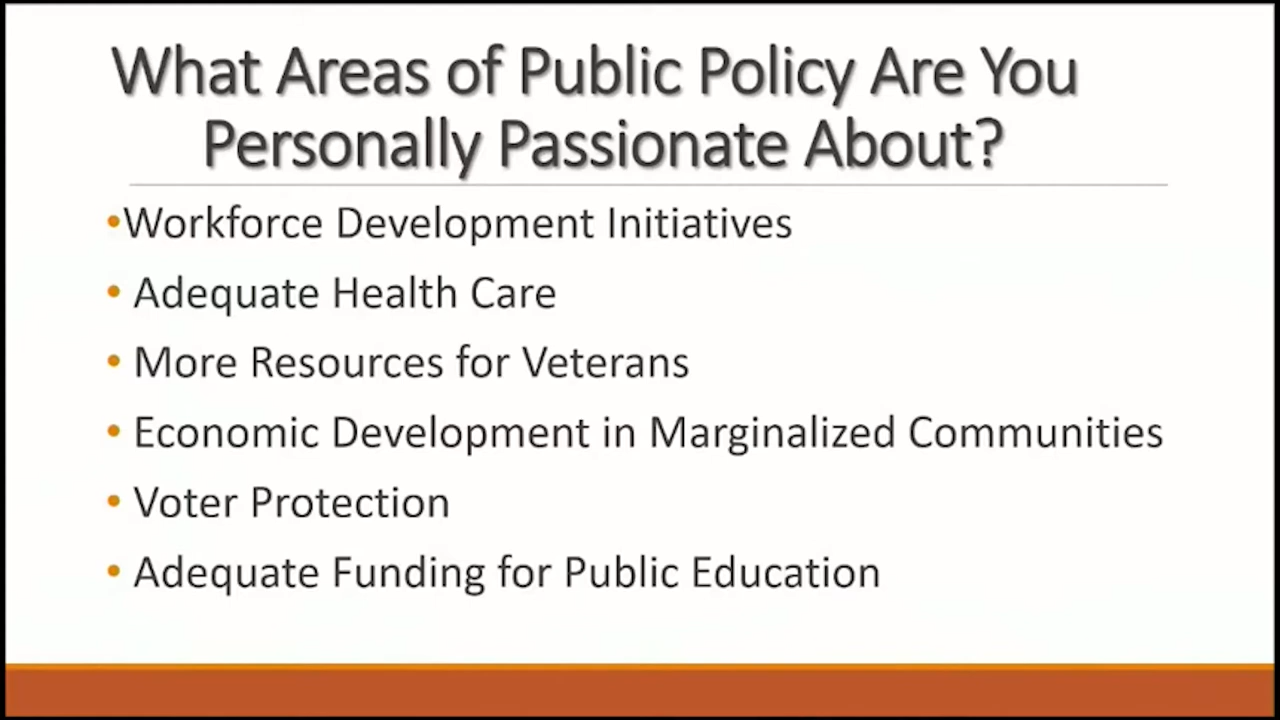 What Areas of Public Policy Are You
Personally Passionate About?
•Workforce Development Initiatives
• Adequate Health Care
• More Resources for Veterans
• Economic Development in Marginalized Communities
• Voter Protection
• Adequate Funding for Public Education